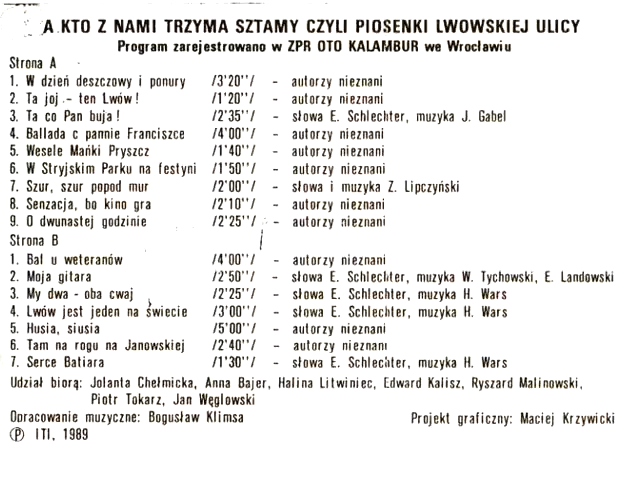 A KTO Z NAMI TRZYMA SZTAMY CZYLI PIOSENKI LWOWSKIEJ ULICY
Program zarejestrowano w ZPR OTO KALAMBUR we Wrocławiu
Strona A
1. W dzień deszczowy i ponury /3'20''/ - autorzy nieznani
2. Ta joj - ten Lwów! /1'20''/ - autorzy nieznani
3. Ta co Pan buja! /2'35''/ - słowa E. Schlechter, muzyka J. Gabel
4. Ballada c pannie Franciszce /4'00''/ - autorzy nieznani
5. Wesele Mańki Pryszcz /1'40''/ - autorzy nieznani
6. W Stryjskim Parku na festyni /1'50''/ - autorzy nieznani
7. Szur, szur popod mur /2'00''/ - słowa i muzyka Z. Lipczyński
8. Senzacja, bo kino gra /2'10''/ - autorzy nieznani
9. O dwunastej godzinie /2'25''/ - autorzy nieznani
Strona B
1. Bal u weteranów /4'00''/ - autorzy nieznani
2. Moja gitara /2'50''/ - słowa E. Schlechter, muzyka W. Tychowski, E. Landowski
3. My dwa - oba cwaj /2'25''/ - słowa E. Schlechter, muzyka H. Wars
4. Lwów jest jeden na świecie /3'00''/ - słowa E. Schlechter, muzyka H. Wars
5. Husia, siusia /5'00''/ - autorzy nieznani
6. Tam na rogu na Janowskiej /2'40''/ - autorzy nieznani
7. Serce Batiara /1'30''/ - słowa E. Schlechter, muzyka H. Wars
Udział biorą: Jolanta Chełmicka, Anna Bajer, Halina Litwiniec, Edward Kalisz, Ryszard Malinowski,
Piotr Tokarz, Jan Węglowski
Opracowanie muzyczne: Bogusław Klimsa Projekt graficzny: Maciej Krzywicki
Ⓟ ITI, 1989